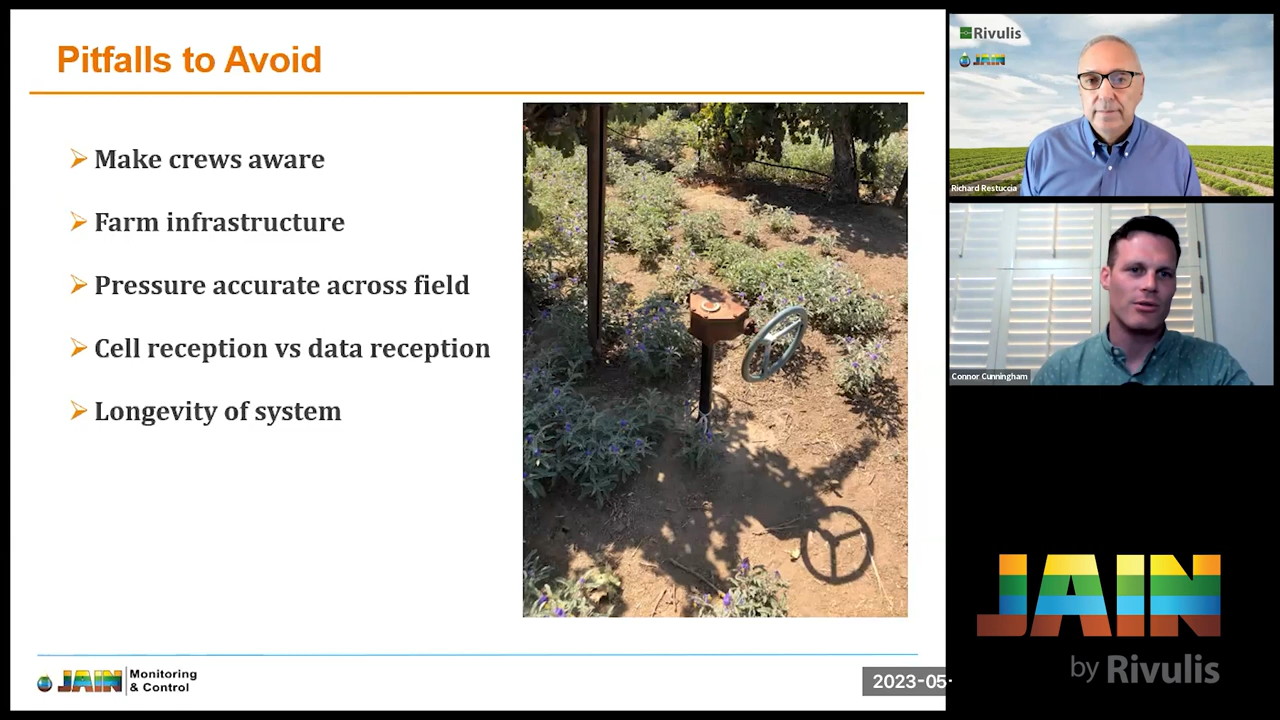 Pitfalls to Avoid
Make crews aware
Farm infrastructure
Pressure accurate across field
Cell reception vs data reception
Longevity of system
JAIN
Monitoring
& Control
2023-05-
Rivulis
JAIN
Richard Restuccia
Connor Cunningham
JAIN
by Rivulis